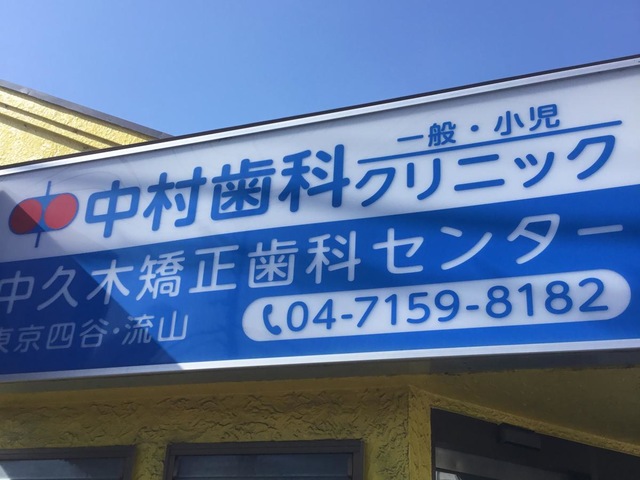 一般・小児
中村歯科クリニック
中久木矯正歯科センター
東京四谷・流山
04-7159-8182